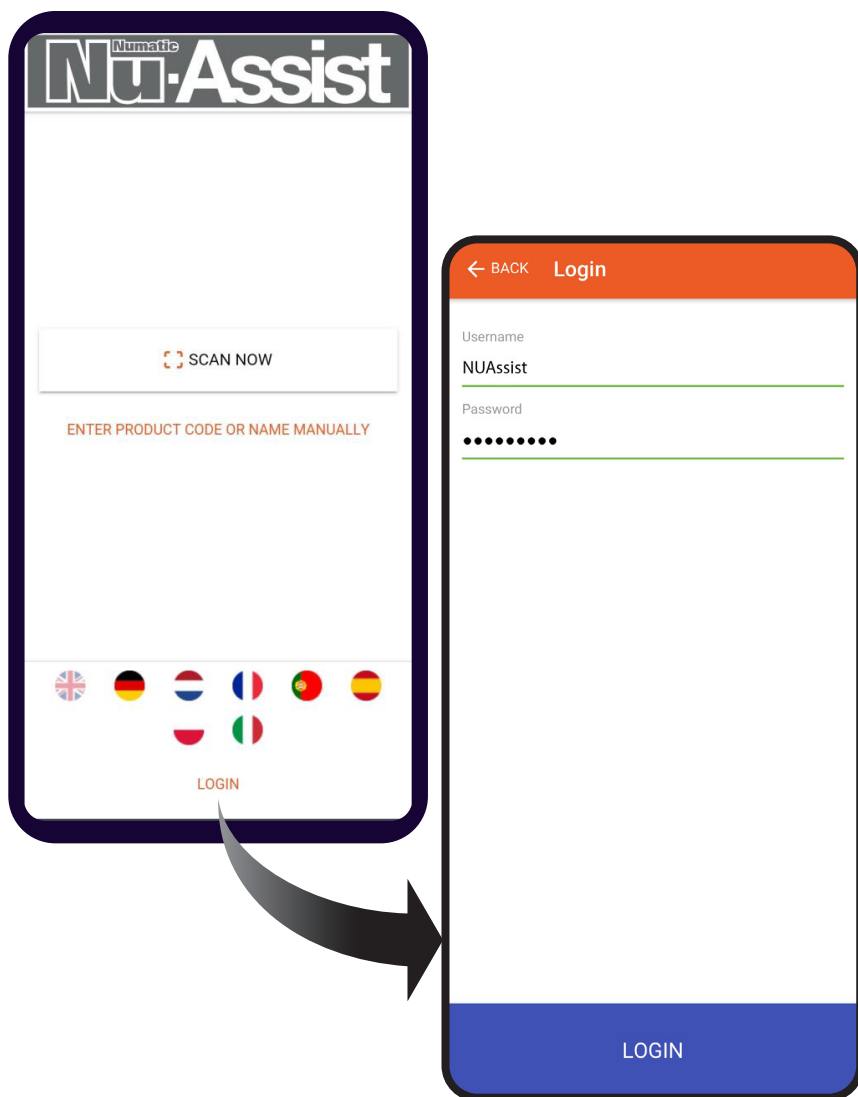 Numatic
Nu-Assist
SCAN NOW
ENTER PRODUCT CODE OR NAME MANUALLY
LOGIN
← BACK Login
Username
NUAssist
Password
•••••••••
LOGIN